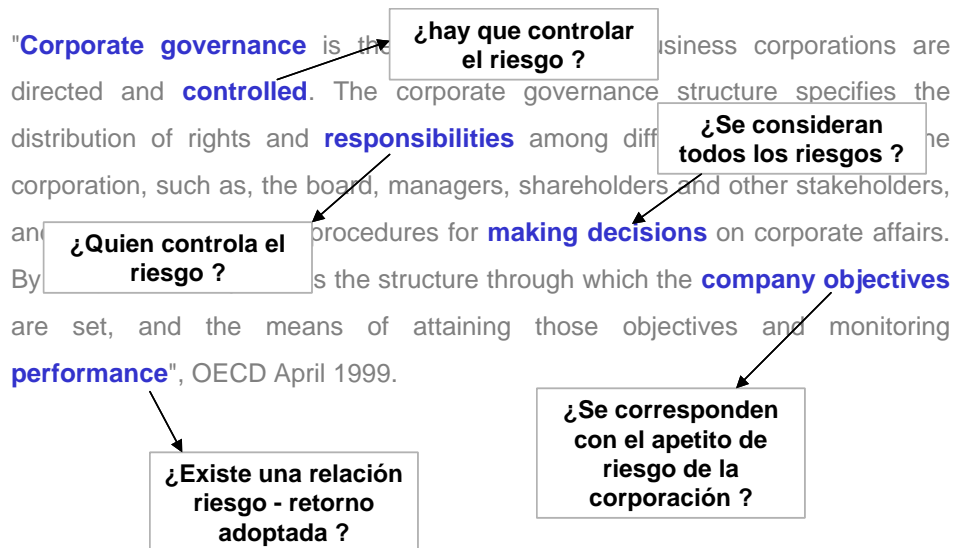 "Corporate governance is the
¿hay que controlar
el riesgo ?
business corporations are
directed and controlled. The corporate governance structure specifies the
distribution of rights and responsibilities among
¿Se consideran
todos los riesgos ?
corporation, such as, the board, managers, shareholders and other stakeholders,
¿Quien controla el
riesgo ?
procedures for making decisions on corporate affairs.
By
the structure through which the company objectives
are set, and the means of attaining those objectives and monitoring
performance", OECD April 1999.
¿Se corresponden
con el apetito de
riesgo de la
corporación ?
¿Existe una relación
riesgo - retorno
adoptada ?